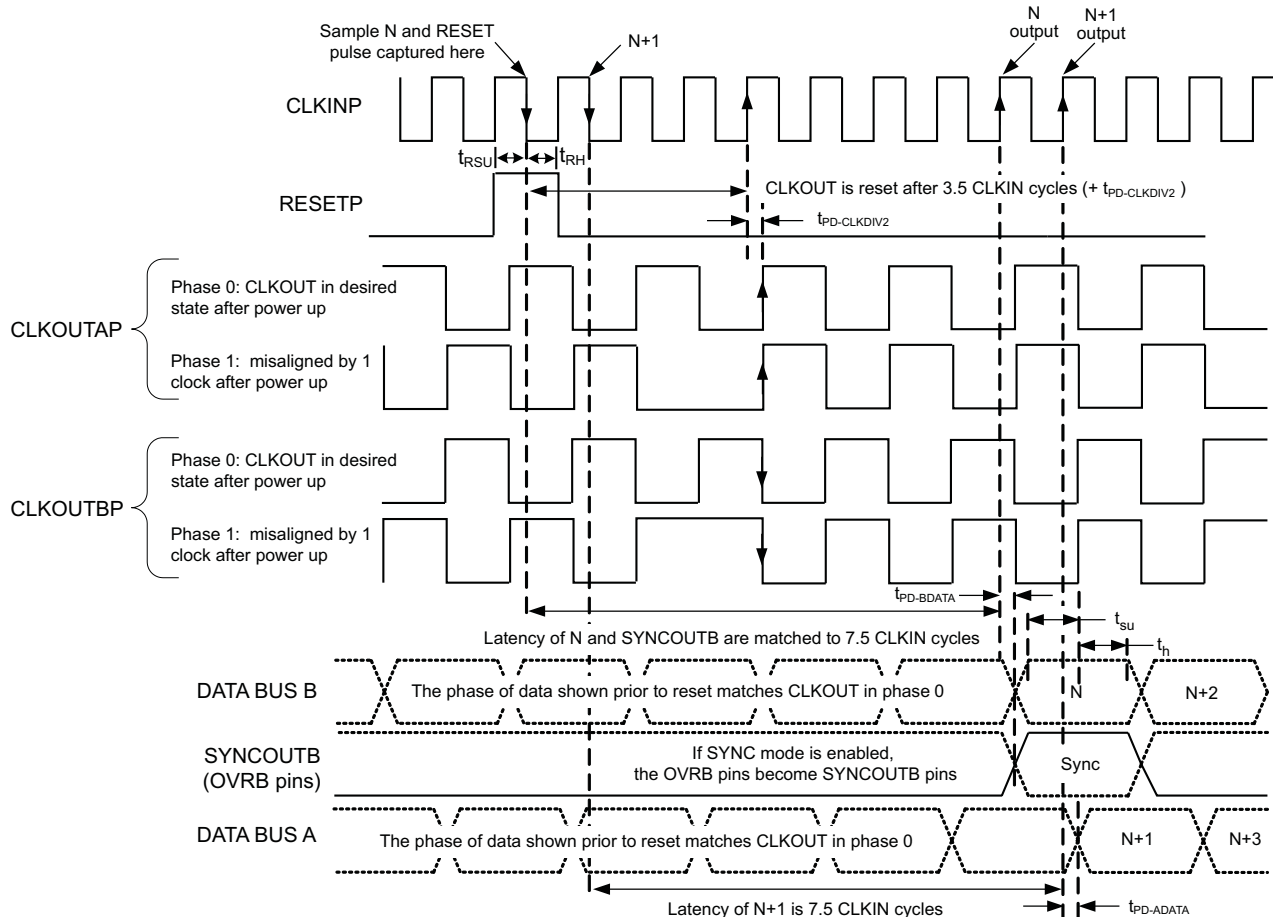 Sample N and RESET
pulse captured here
N+1
N
output
N+1
output
CLKINP
tRSU
tRH
CLKOUT is reset after 3.5 CLKIN cycles (+ tPD-CLKDIV2 )
RESETP
tPD-CLKDIV2
CLKOUTAP
Phase 0: CLKOUT in desired
state after power up
Phase 1:  misaligned by 1
clock after power up
CLKOUTBP
Phase 0: CLKOUT in desired
state after power up
Phase 1:  misaligned by 1
clock after power up
tPD-BDATA
tsu
Latency of N and SYNCOUTB are matched to 7.5 CLKIN cycles
th
DATA BUS B
The phase of data shown prior to reset matches CLKOUT in phase 0
N
N+2
SYNCOUTB
(OVRB pins)
If SYNC mode is enabled,
the OVRB pins become SYNCOUTB pins
Sync
DATA BUS A
The phase of data shown prior to reset matches CLKOUT in phase 0
N+1
N+3
Latency of N+1 is 7.5 CLKIN cycles
tPD-ADATA